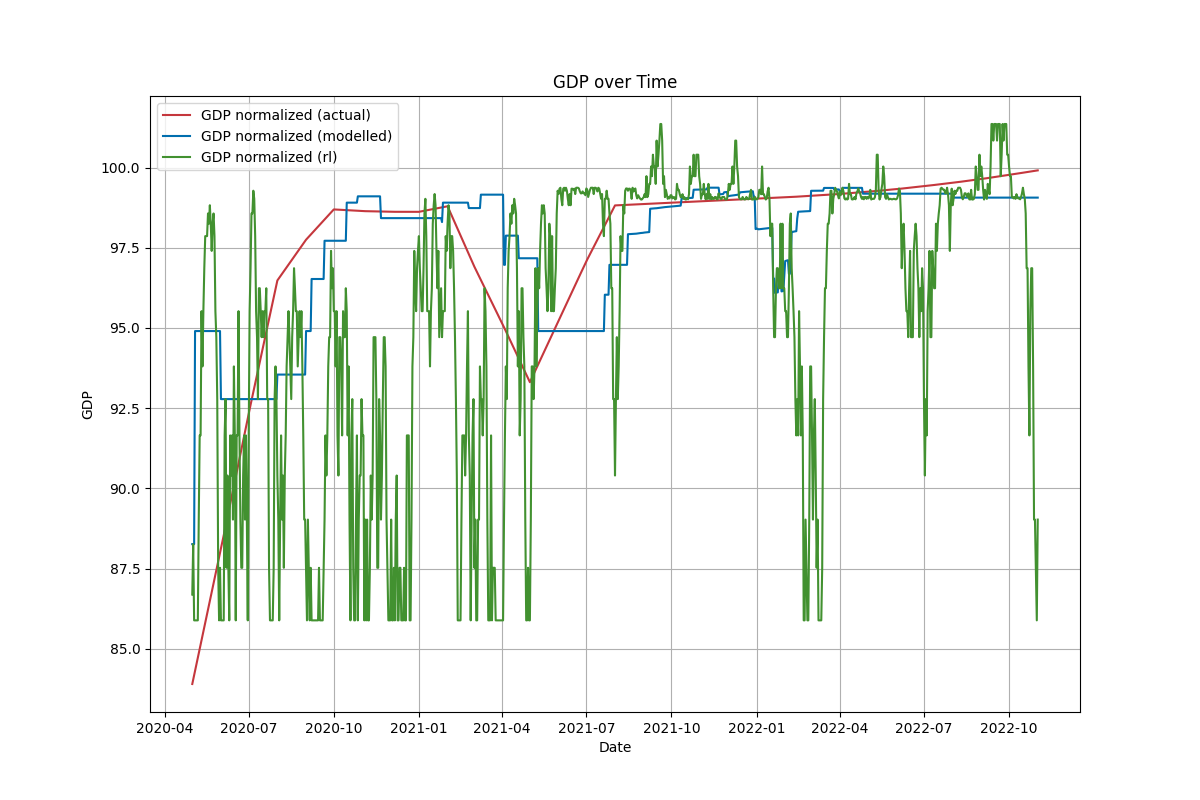 GDP over Time
GDP normalized (actual)
GDP normalized (modelled)
GDP normalized (rl)
100.0
97.5
95.0
92.5
90.0
87.5
85.0
GDP
2020-04 2020-07 2020-10 2021-01 2021-04 2021-07 2021-10 2022-01 2022-04 2022-07 2022-10
Date